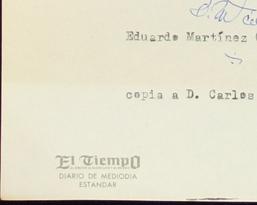 Eduardo Martínez
copia a D. Carlos
El Tiempo
DIARIO DE MEDIODIA
ESTANDAR